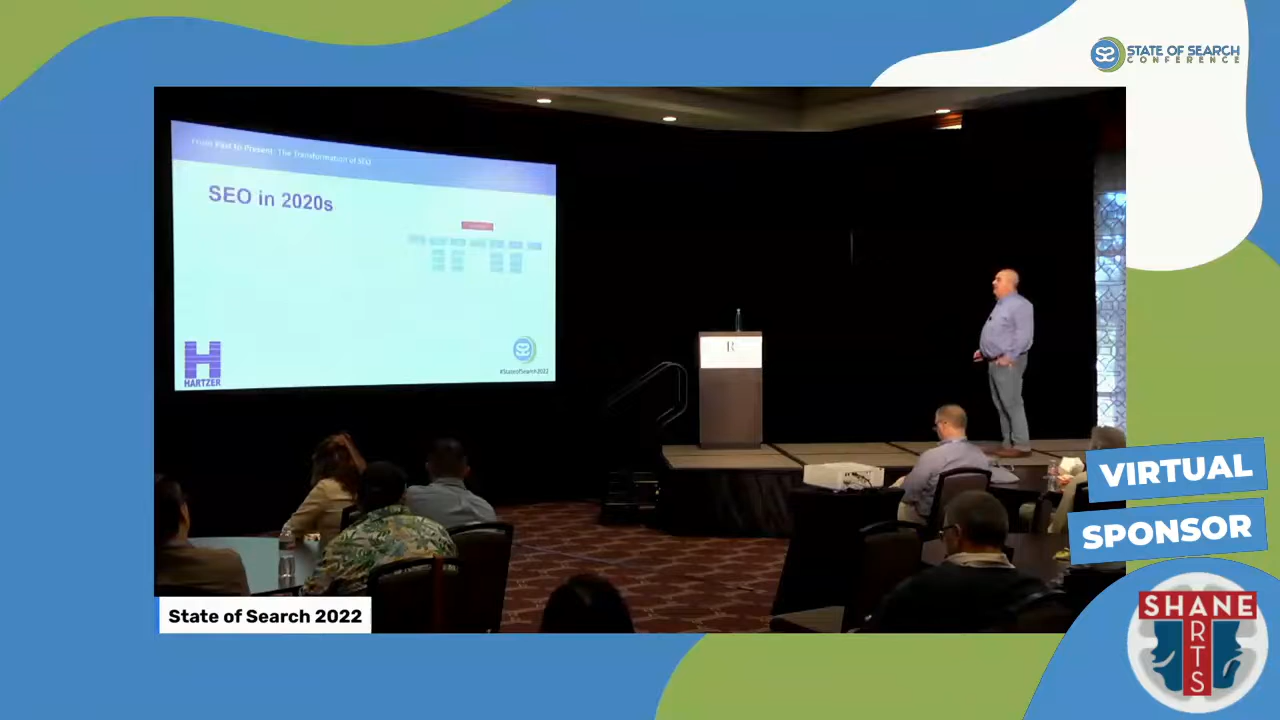 STATE OF SEARCH
CONFERENCE
From Past to Present: The Transformation of SEO
SEO in 2020s
HARTZER
#StateofSearch2022
R
VIRTUAL
SPONSOR
State of Search 2022
SHANE
ARTS